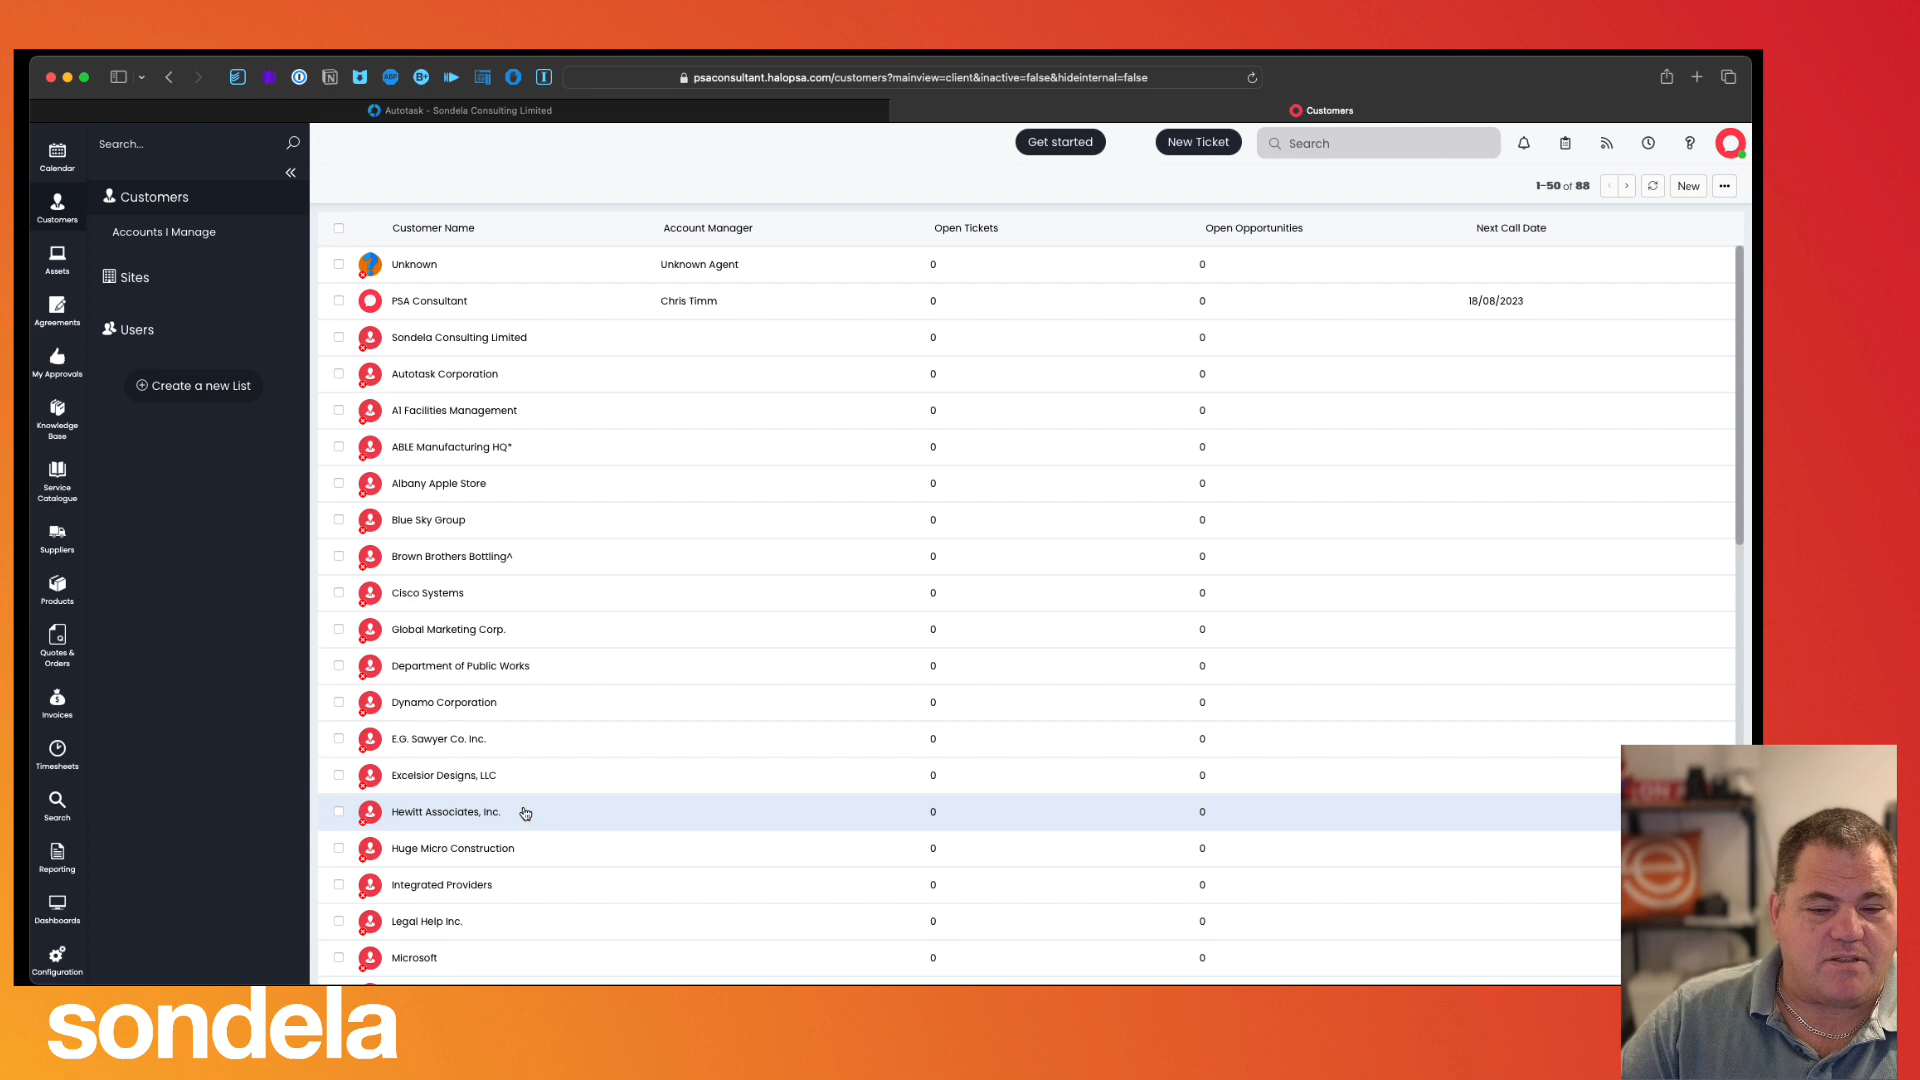 psaconsultant.halopsa.com/customers?mainview=client&inactive=false&hideinternal=false
Autotask - Sondela Consulting Limited
Customers
Calendar
Customers
Assets
Agreements
My Approvals
Knowledge
Base
Service
Catalogue
Suppliers
Products
Quotes &
Orders
Invoices
Timesheets
Search
Reporting
Dashboards
Configuration
Search...
Customers
Accounts I Manage
Sites
Users
Create a new List
Get started
New Ticket
Search
1-50 of 88
New
Customer Name Account Manager Open Tickets Open Opportunities Next Call Date
Unknown Unknown Agent 0 0
PSA Consultant Chris Timm 0 0 18/08/2023
Sondela Consulting Limited 0 0
Autotask Corporation 0 0
A1 Facilities Management 0 0
ABLE Manufacturing HQ* 0 0
Albany Apple Store 0 0
Blue Sky Group 0 0
Brown Brothers Bottling^ 0 0
Cisco Systems 0 0
Global Marketing Corp. 0 0
Department of Public Works 0 0
Dynamo Corporation 0 0
E.G. Sawyer Co. Inc. 0 0
Excelsior Designs, LLC 0 0
Hewitt Associates, Inc. 0 0
Huge Micro Construction 0 0
Integrated Providers 0 0
Legal Help Inc. 0 0
Microsoft 0 0
sondela